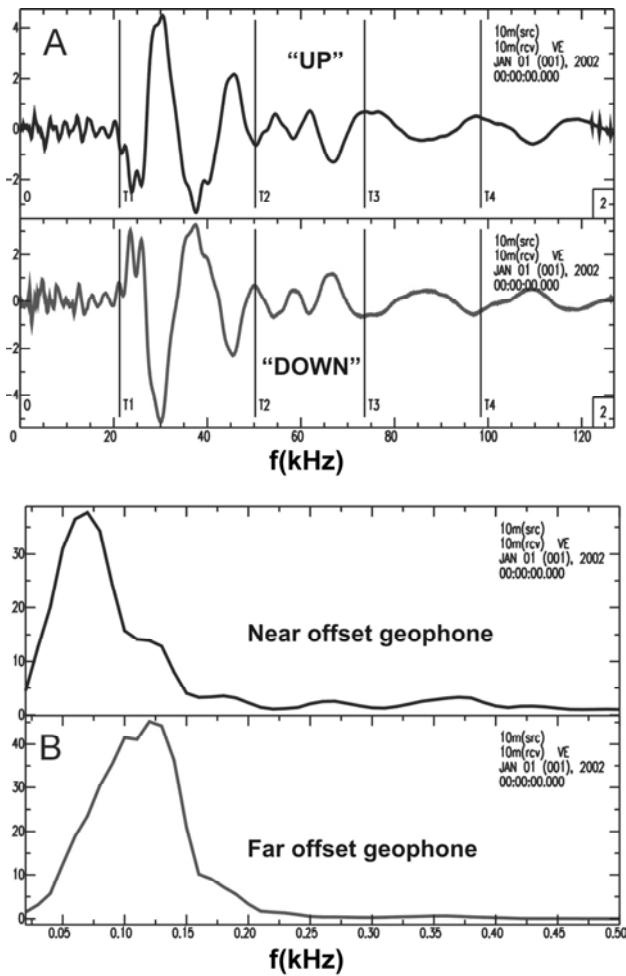 A
"UP"
10m(src)
10m(rcv) VE
JAN 01 (001), 2002
00:00:00.000
4
2
0
-2
0
T1
T2
T3
T4
2
10m(src)
10m(rcv) VE
JAN 01 (001), 2002
00:00:00.000
2
0
-2
-4
"DOWN"
0
T1
T2
T3
T4
2
0 20 40 60 80 100 120
f(kHz)
10m(src)
10m(rcv) VE
JAN 01 (001), 2002
00:00:00.000
30
20
10
0
Near offset geophone
B
10m(src)
10m(rcv) VE
JAN 01 (001), 2002
00:00:00.000
40
30
20
10
0
Far offset geophone
0.05 0.10 0.15 0.20 0.25 0.30 0.35 0.40 0.45 0.50
f(kHz)